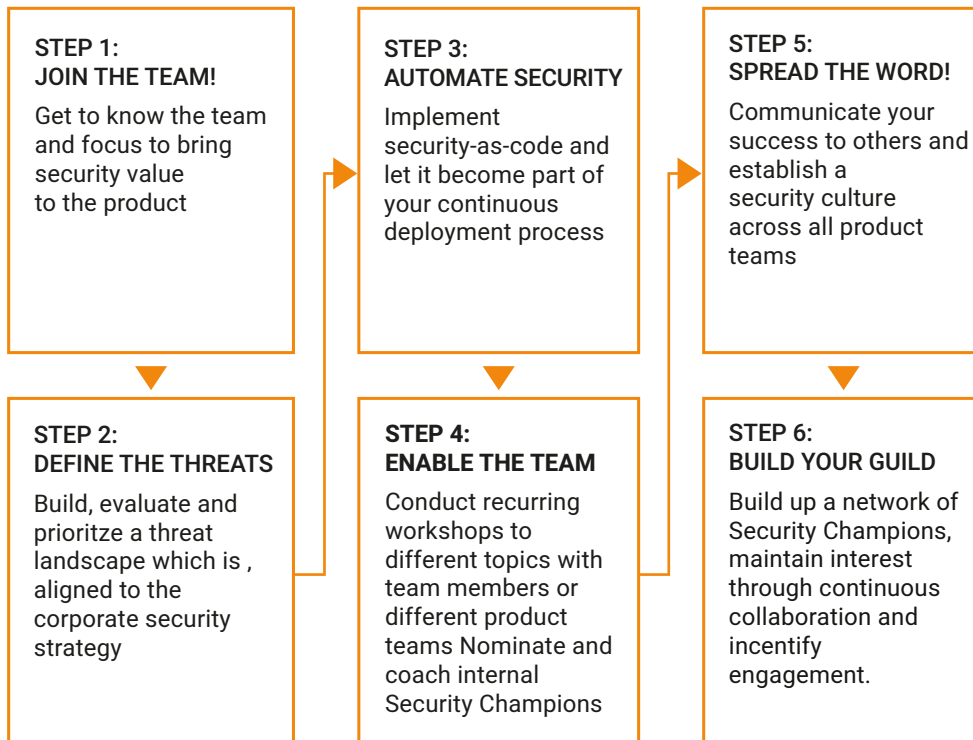 STEP 1:
JOIN THE TEAM!
Get to know the team
and focus to bring
security value
to the product
STEP 2:
DEFINE THE THREATS
Build, evaluate and
prioritze a threat
landscape which is ,
aligned to the
corporate security
strategy
STEP 3:
AUTOMATE SECURITY
Implement
security-as-code and
let it become part of
your continuous
deployment process
STEP 4:
ENABLE THE TEAM
Conduct recurring
workshops to
different topics with
team members or
different product
teams Nominate and
coach internal
Security Champions
STEP 5:
SPREAD THE WORD!
Communicate your
success to others and
establish a
security culture
across all product
teams
STEP 6:
BUILD YOUR GUILD
Build up a network of
Security Champions,
maintain interest
through continuous
collaboration and
incentify
engagement.